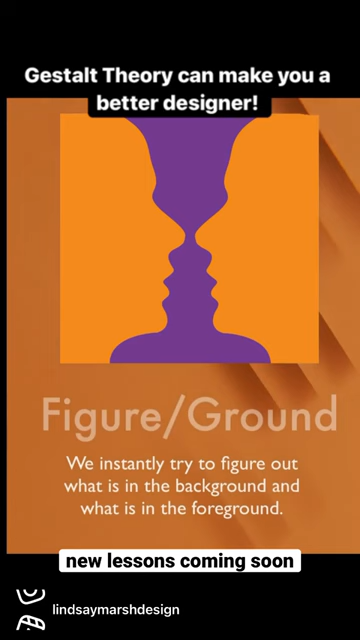 Gestalt Theory can make you a
better designer!
Figure/Ground
We instantly try to figure out
what is in the background and
what is in the foreground.
new lessons coming soon
lindsaymarshdesign